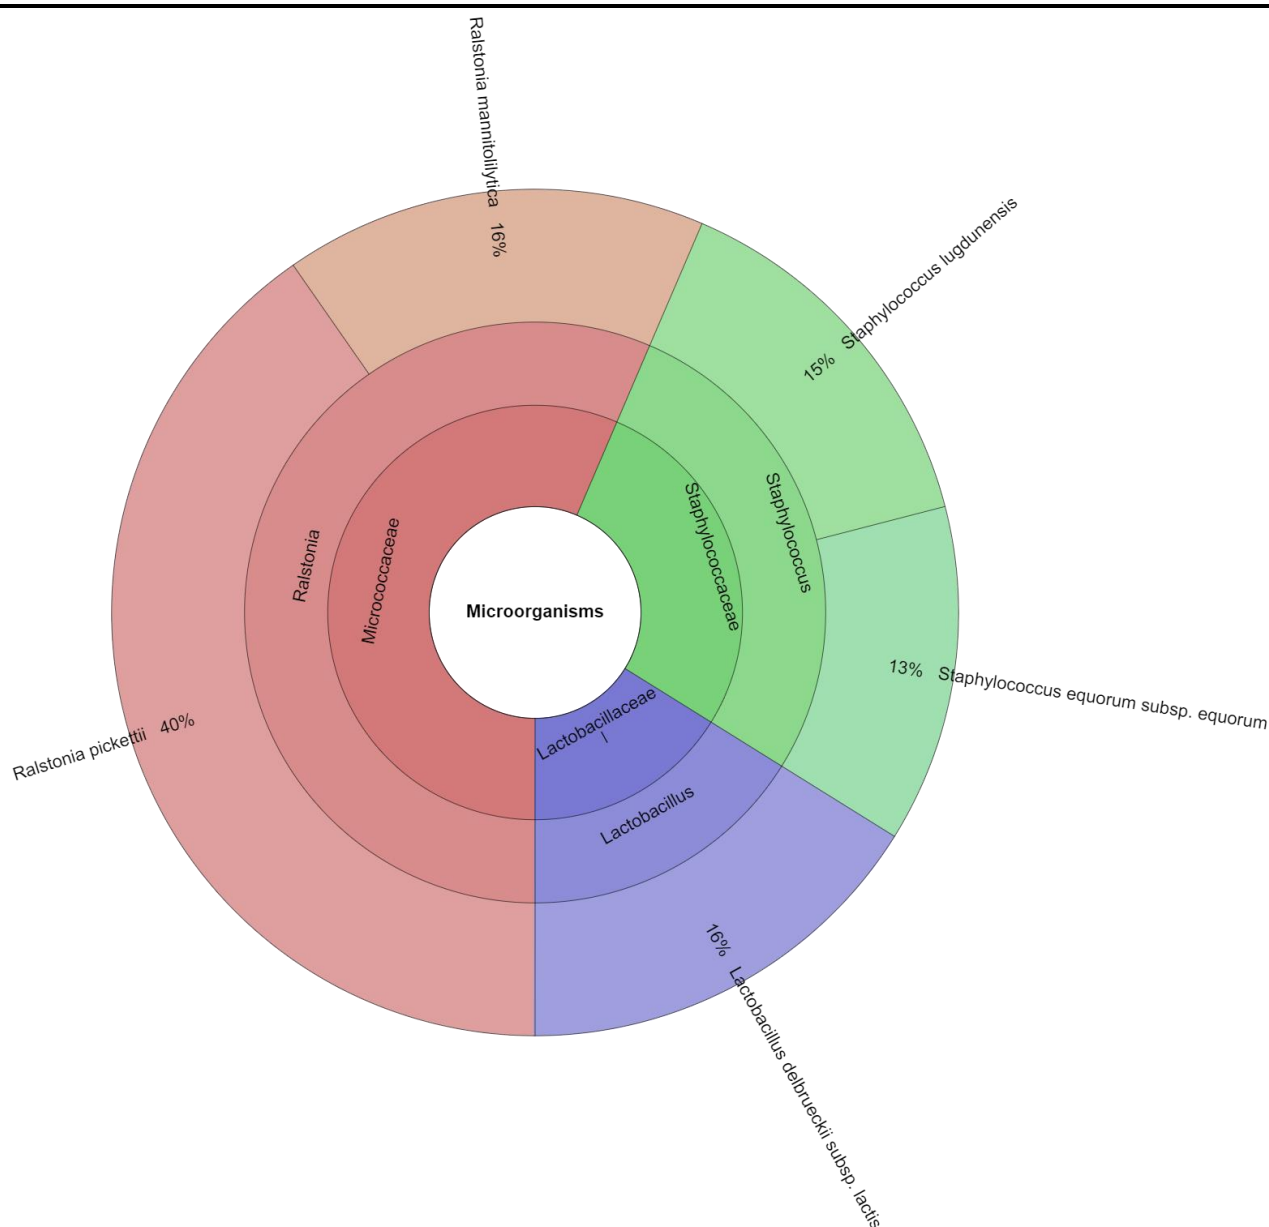 Ralstonia mannitolilytica 16%
15% Staphylococcus lugdunensis
Staphylococcus
Staphylococcaceae
Ralstonia
Micrococcaceae
Microorganisms
13% Staphylococcus equorum subsp. equorum
Lactobacillaceae
Ralstonia pickettii 40%
Lactobacillus
16% Lactobacillus delbrueckii subsp. lactis